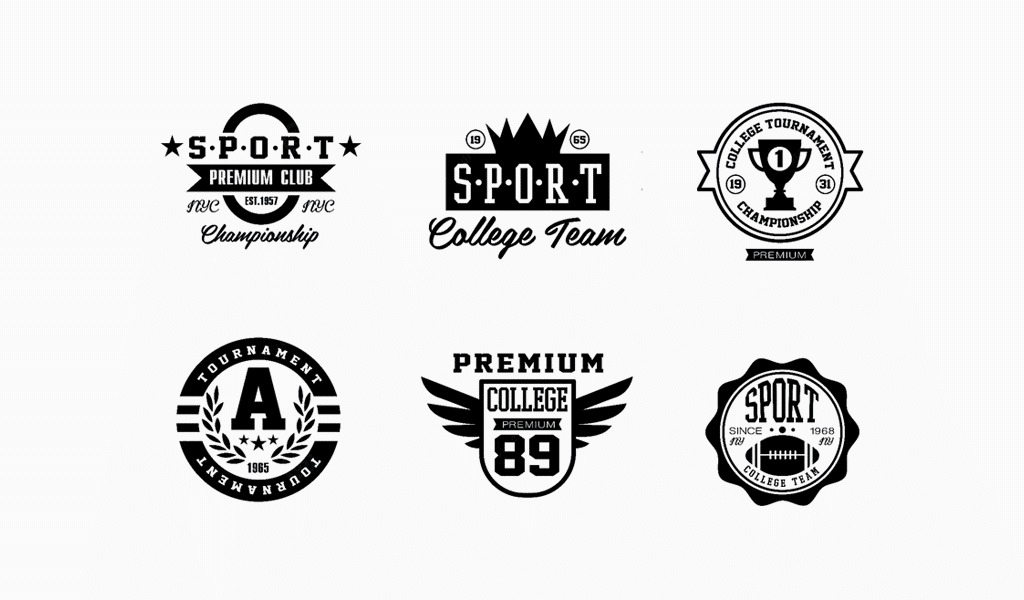 S·P·O·R·T
PREMIUM CLUB
NYC EST.1957 NYC
Championship
19 65
S·P·O·R·T
College Team
COLLEGE TOURNAMENT
1
19 31
CHAMPIONSHIP
PREMIUM
TOURNAMENT
A
1965
TOURNAMENT
PREMIUM
COLLEGE
PREMIUM
89
SPORT
SINCE 1968
NY NY
COLLEGE TEAM